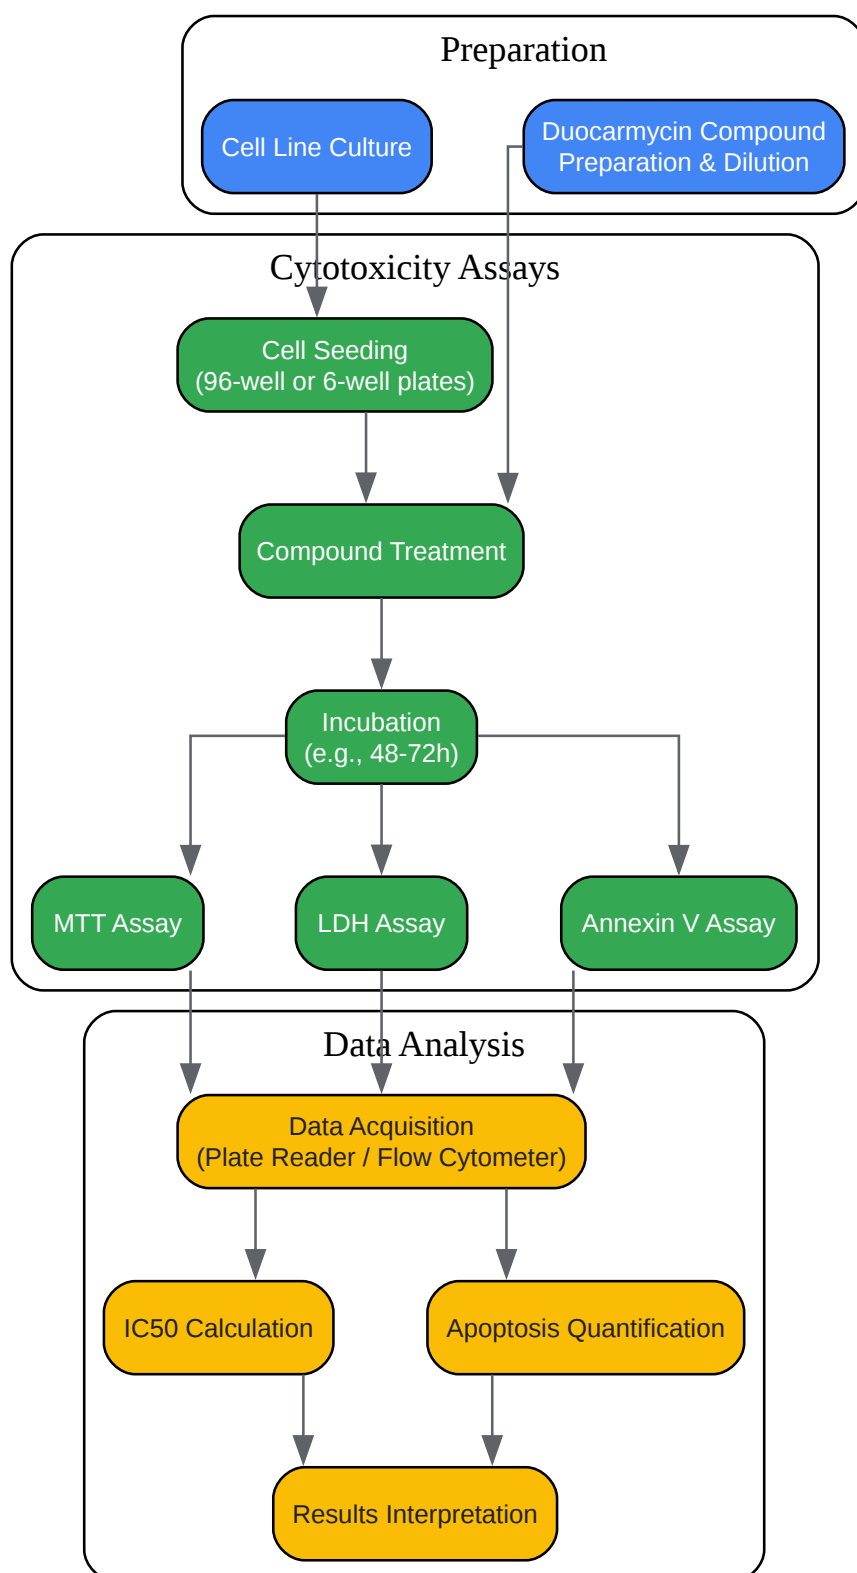 Preparation
Cell Line Culture
Duocarmycin Compound
Preparation & Dilution
Cytotoxicity Assays
Cell Seeding
(96-well or 6-well plates)
Compound Treatment
Incubation
(e.g., 48-72h)
MTT Assay
LDH Assay
Annexin V Assay
Data Analysis
Data Acquisition
(Plate Reader / Flow Cytometer)
IC50 Calculation
Apoptosis Quantification
Results Interpretation